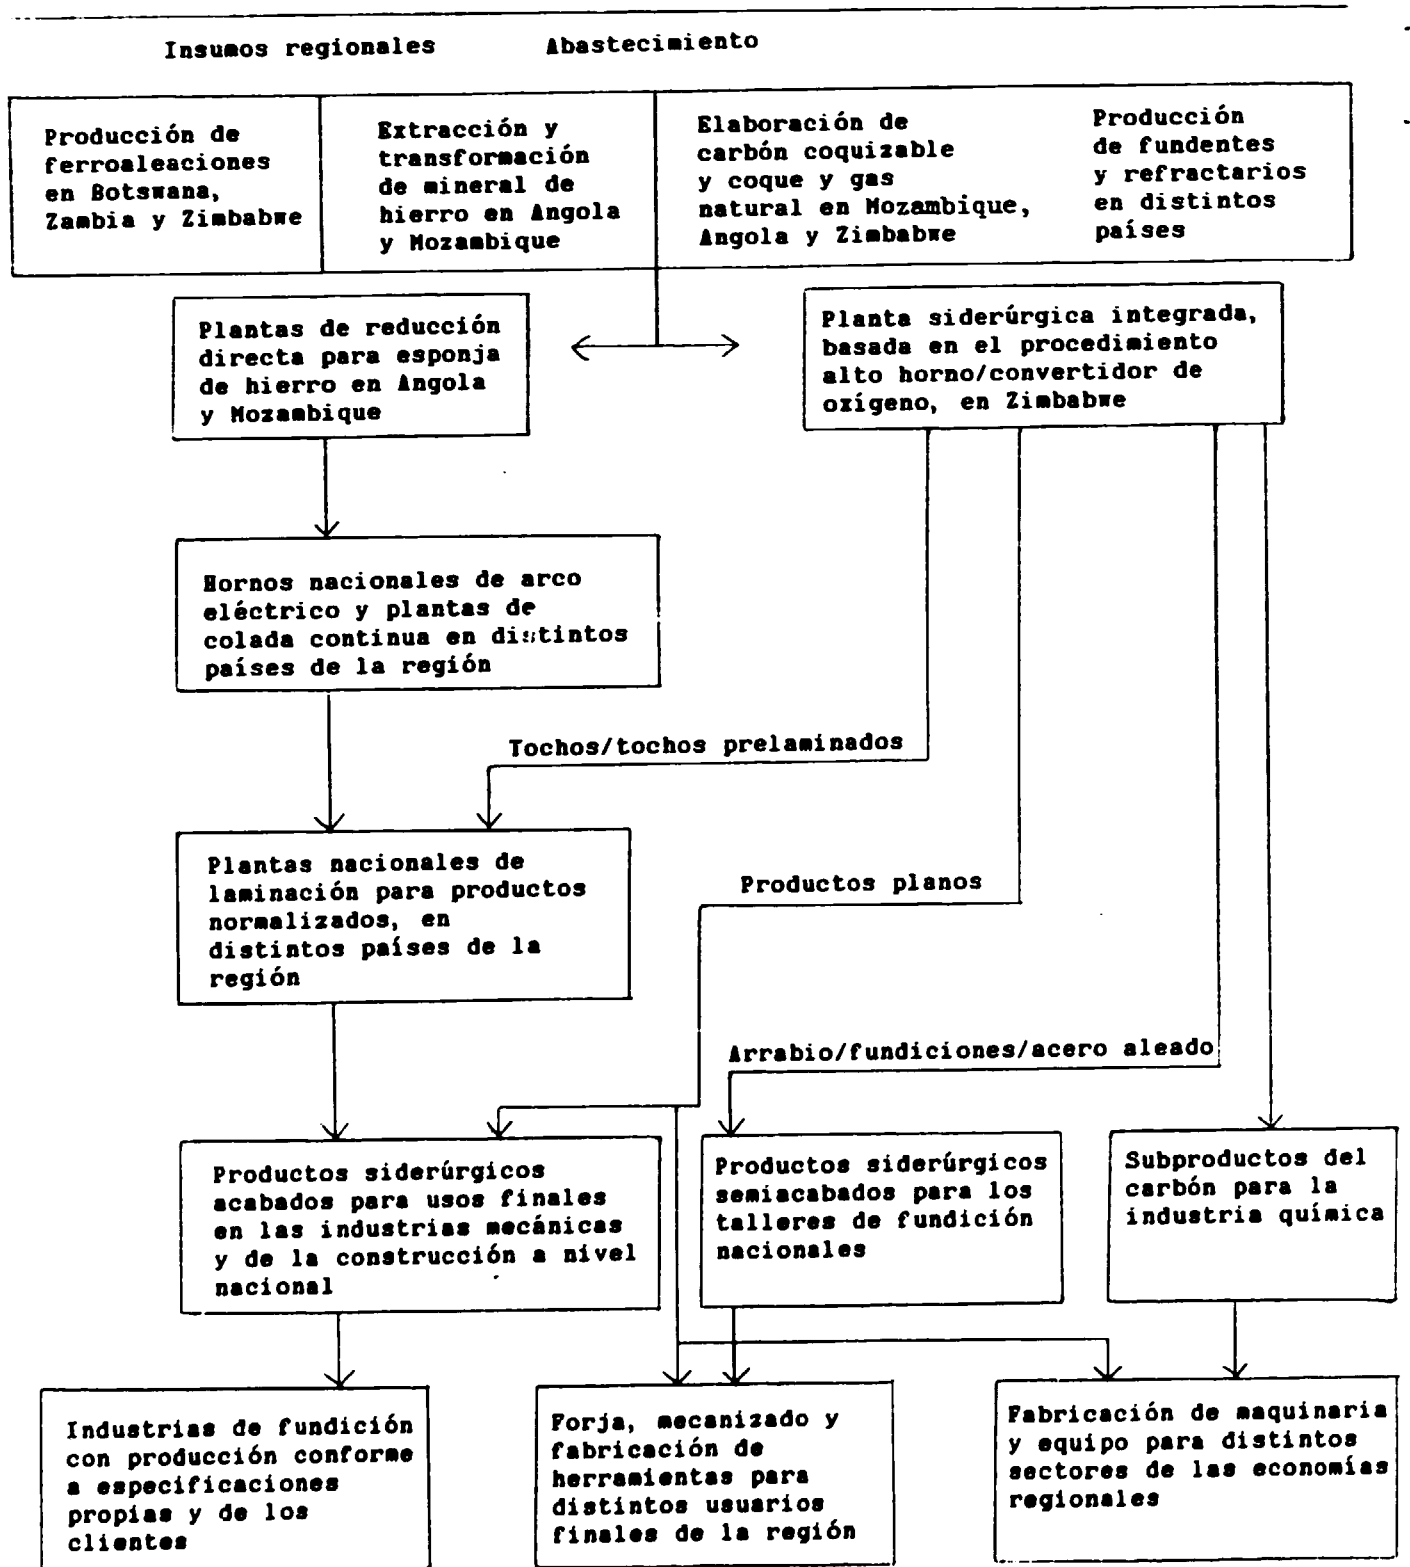 Insumos regionales Abastecimiento
Producción de
ferroaleaciones
en Botswana,
Zambia y Zimbabwe
Extracción y
transformación
de mineral de
hierro en Angola
y Mozambique
Elaboración de
carbón coquizable
y coque y gas
natural en Mozambique,
Angola y Zimbabwe
Producción
de fundentes
y refractarios
en distintos
países
Plantas de reducción
directa para esponja
de hierro en Angola
y Mozambique
Planta siderúrgica integrada,
basada en el procedimiento
alto horno/convertidor de
oxígeno, en Zimbabwe
Hornos nacionales de arco
eléctrico y plantas de
colada continua en distintos
países de la región
Tochos/tochos prelaminados
Plantas nacionales de
laminación para productos
normalizados, en
distintos países de la
región
Productos planos
Arrabio/fundiciones/acero aleado
Productos siderúrgicos
acabados para usos finales
en las industrias mecánicas
y de la construcción a nivel
nacional
Productos siderúrgicos
semiacabados para los
talleres de fundición
nacionales
Subproductos del
carbón para la
industria química
Industrias de fundición
con producción conforme
a especificaciones
propias y de los
clientes
Forja, mecanizado y
fabricación de
herramientas para
distintos usuarios
finales de la región
Fabricación de maquinaria
y equipo para distintos
sectores de las economías
regionales